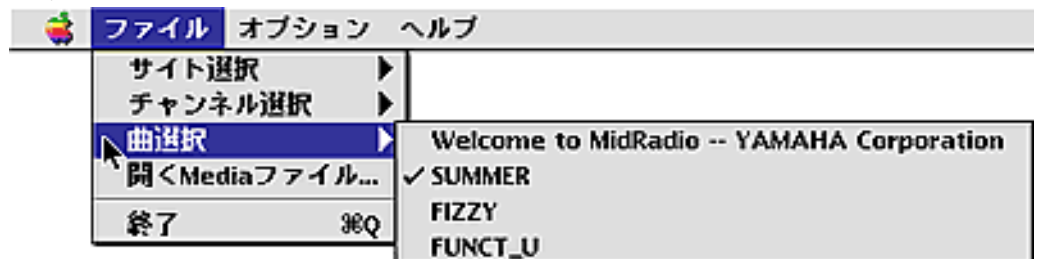 ファイル オプション ヘルプ
サイト選択
チャンネル選択
曲選択
開くMediaファイル...
終了 ⌘Q
Welcome to MidRadio -- YAMAHA Corporation
✓ SUMMER
FIZZY
FUNCT_U